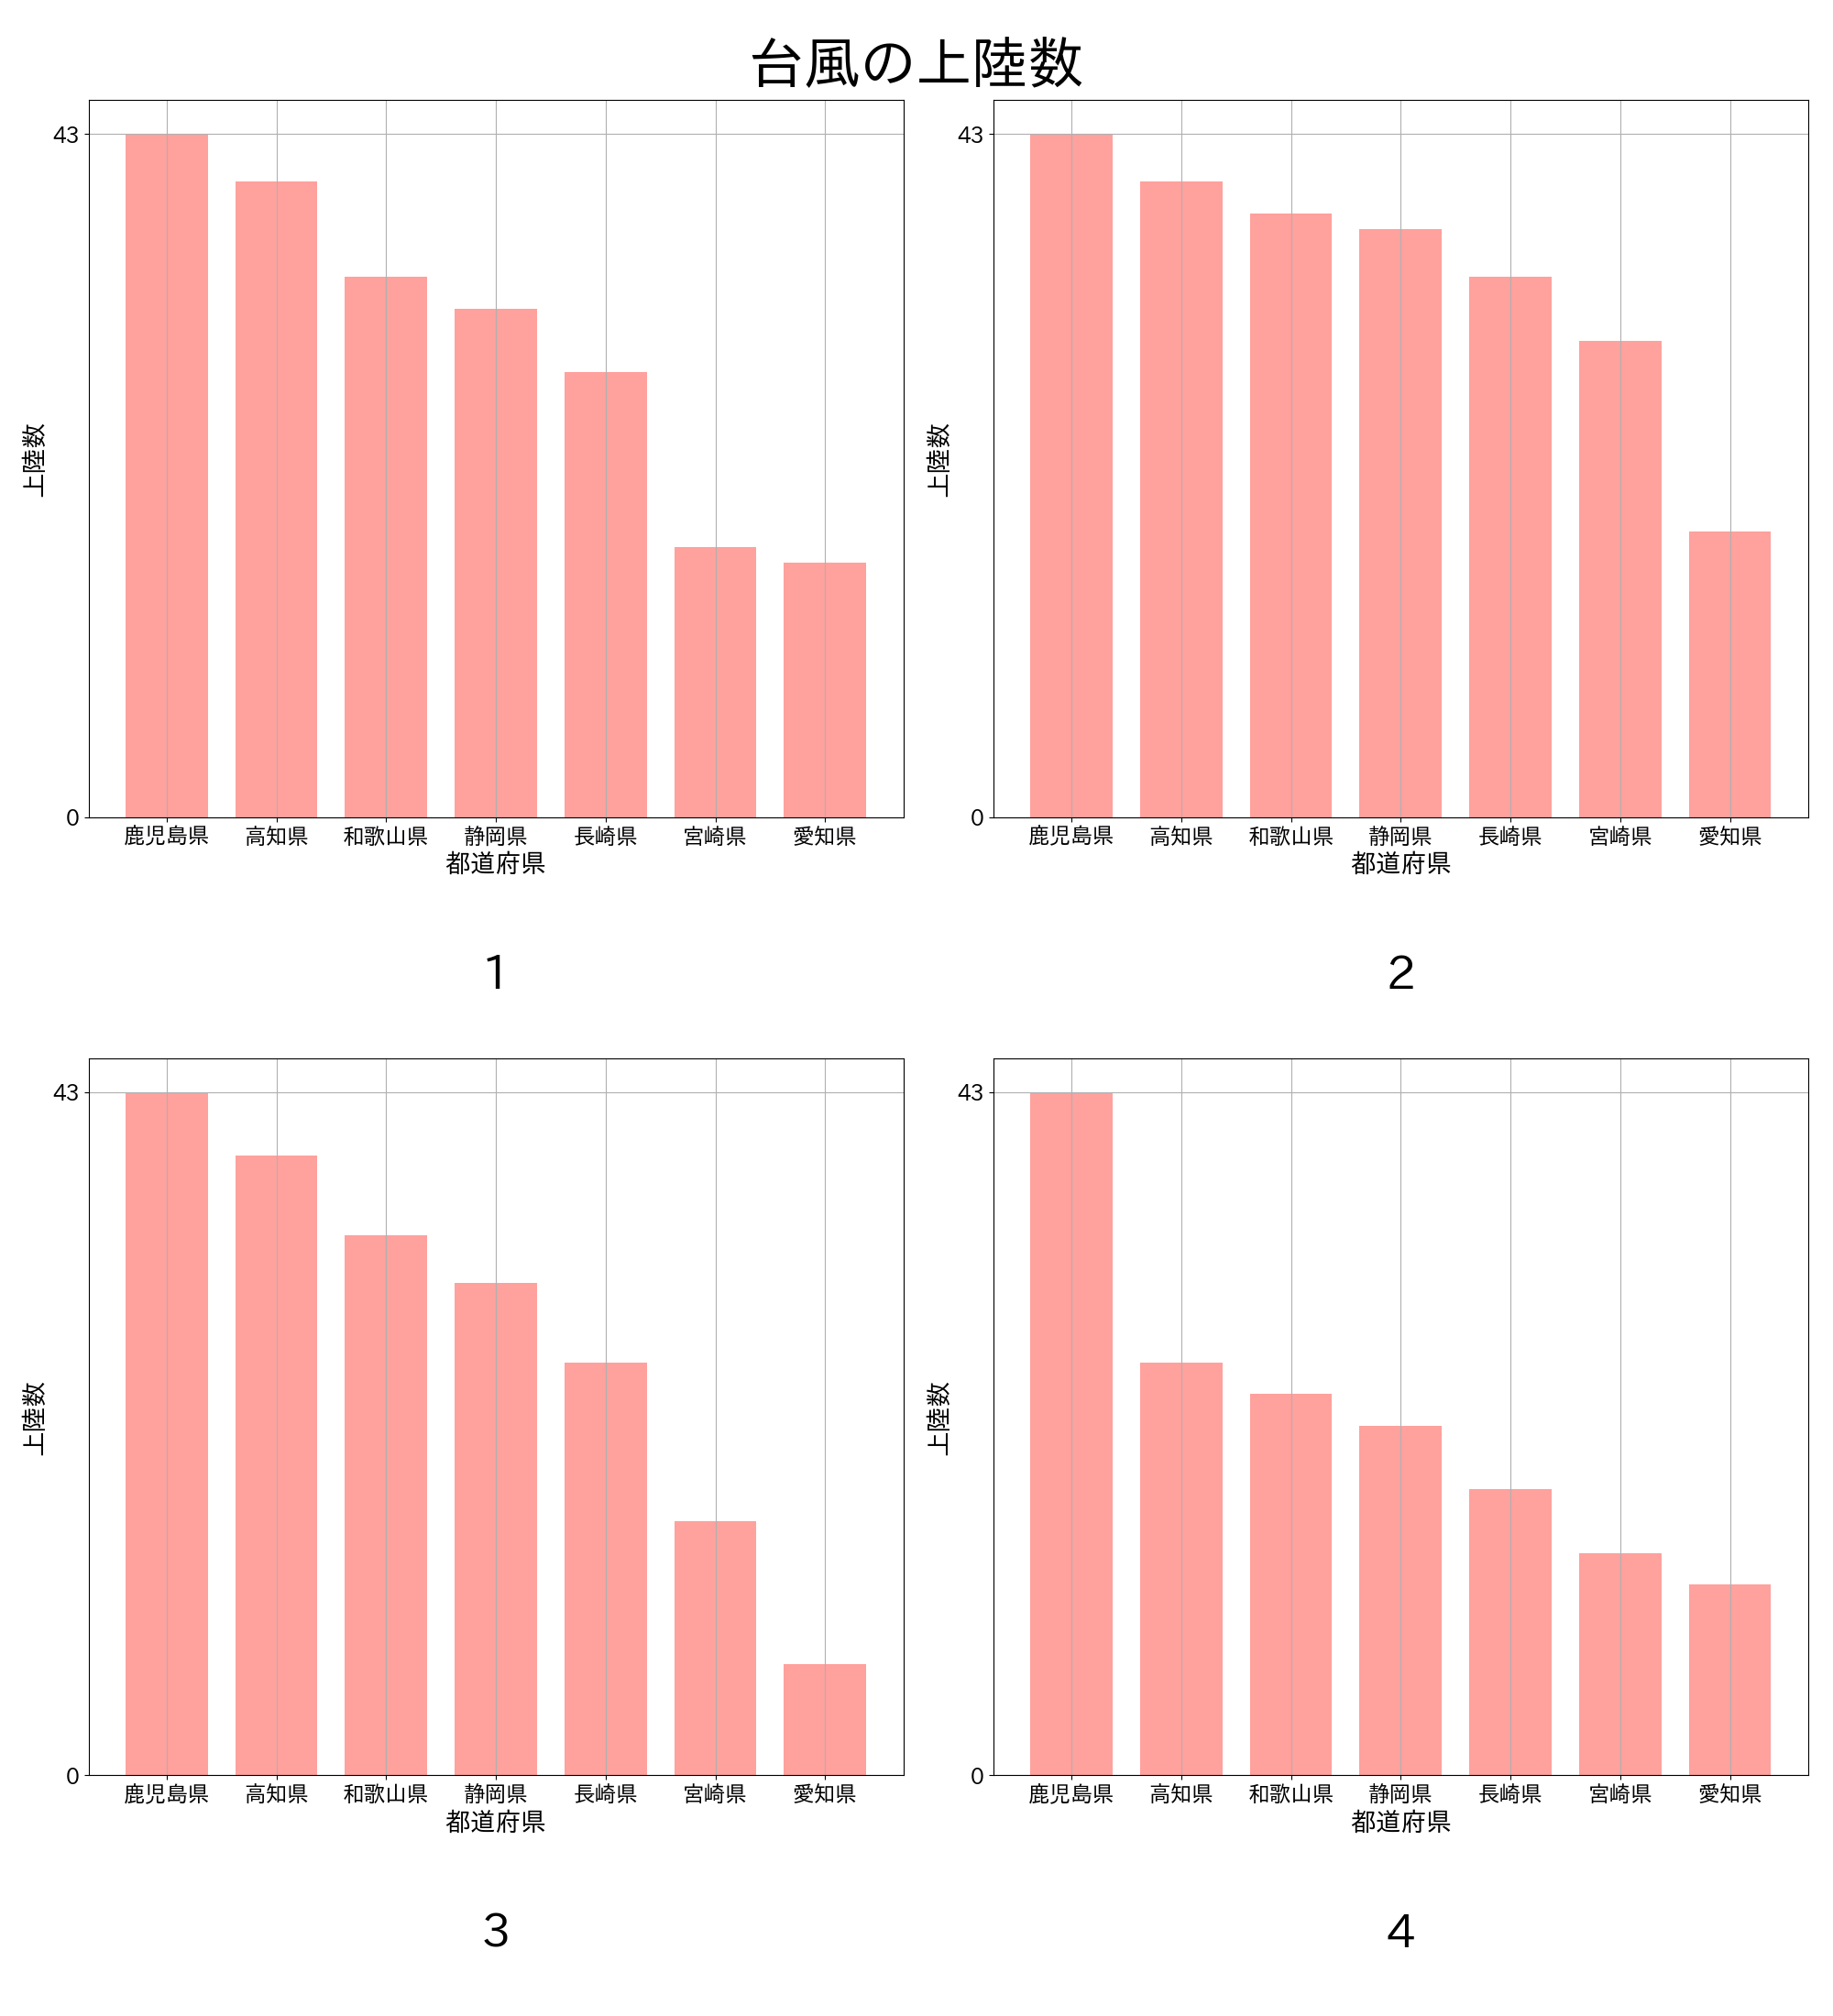 台風の上陸数
43
0
上陸数
鹿児島県 高知県 和歌山県 静岡県 長崎県 宮崎県 愛知県
都道府県
1
43
0
上陸数
鹿児島県 高知県 和歌山県 静岡県 長崎県 宮崎県 愛知県
都道府県
2
43
0
上陸数
鹿児島県 高知県 和歌山県 静岡県 長崎県 宮崎県 愛知県
都道府県
3
43
0
上陸数
鹿児島県 高知県 和歌山県 静岡県 長崎県 宮崎県 愛知県
都道府県
4